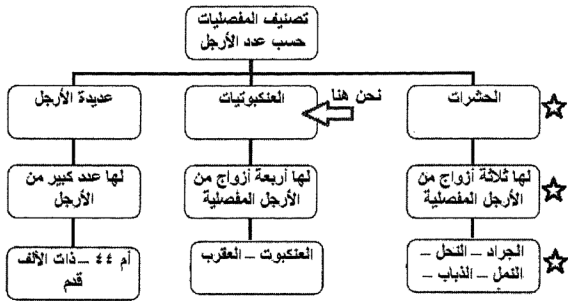 تصنيف المفصليات
حسب عدد الأرجل
الحشرات
نحن هنا
العنكبوتيات
عديدة الأرجل
لها ثلاثة أزواج من
الأرجل المفصلية
لها أربعة أزواج من
الأرجل المفصلية
لها عدد كبير من
الأرجل
الجراد – النحل –
النمل – الذباب –
العنكبوت – العقرب
أم ٤٤ – ذات الألف
قدم